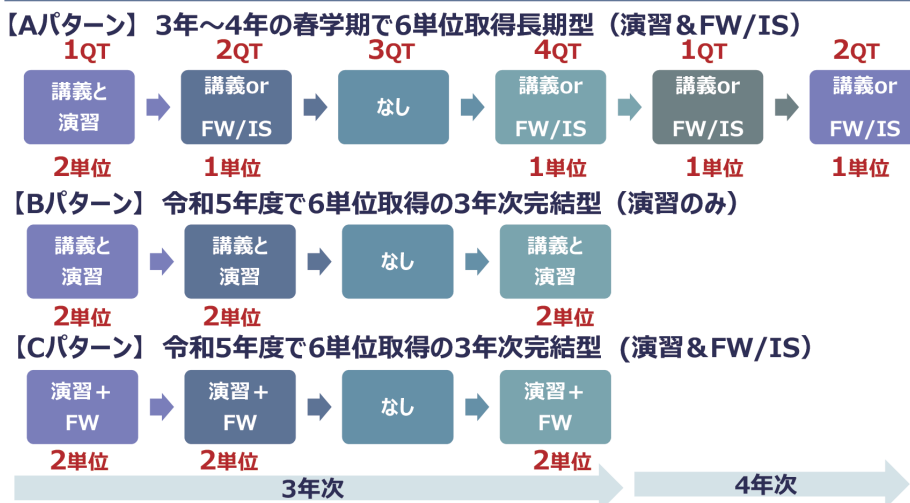 【Aパターン】 3年～4年の春学期で6単位取得長期型（演習＆FW/IS）
1QT 2QT 3QT 4QT 1QT 2QT
講義と
演習
講義or
FW/IS
なし
講義or
FW/IS
講義or
FW/IS
講義or
FW/IS
2単位 1単位 1単位 1単位 1単位
【Bパターン】 令和5年度で6単位取得の3年次完結型（演習のみ）
講義と
演習
講義と
演習
なし
講義と
演習
2単位 2単位 2単位
【Cパターン】 令和5年度で6単位取得の3年次完結型 (演習＆FW/IS）
演習＋
FW
演習＋
FW
なし
演習＋
FW
2単位 2単位 2単位
3年次 4年次